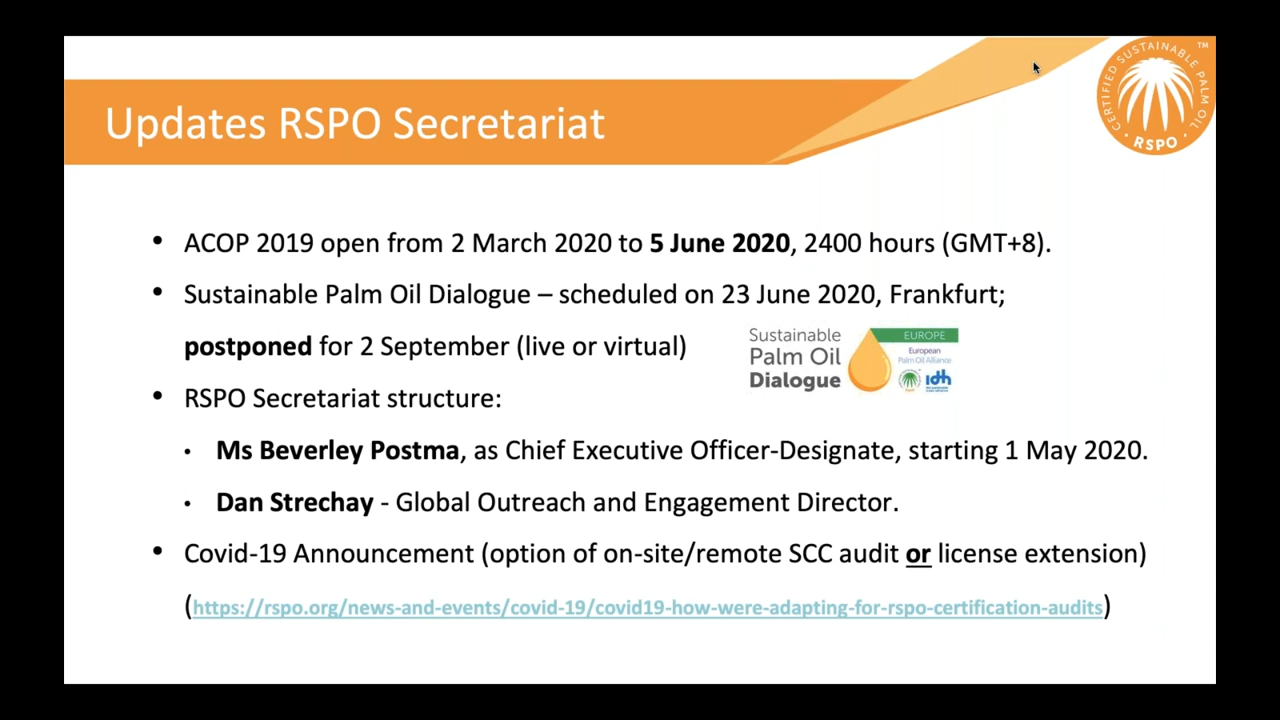 Updates RSPO Secretariat
CERTIFIED SUSTAINABLE PALM OIL ™
· RSPO ·
• ACOP 2019 open from 2 March 2020 to 5 June 2020, 2400 hours (GMT+8).
• Sustainable Palm Oil Dialogue – scheduled on 23 June 2020, Frankfurt;
postponed for 2 September (live or virtual)
Sustainable
Palm Oil
Dialogue
EUROPE
European
Palm Oil Alliance
idh
• RSPO Secretariat structure:
• Ms Beverley Postma, as Chief Executive Officer-Designate, starting 1 May 2020.
• Dan Strechay - Global Outreach and Engagement Director.
• Covid-19 Announcement (option of on-site/remote SCC audit or license extension)
(https://rspo.org/news-and-events/covid-19/covid19-how-were-adapting-for-rspo-certification-audits)